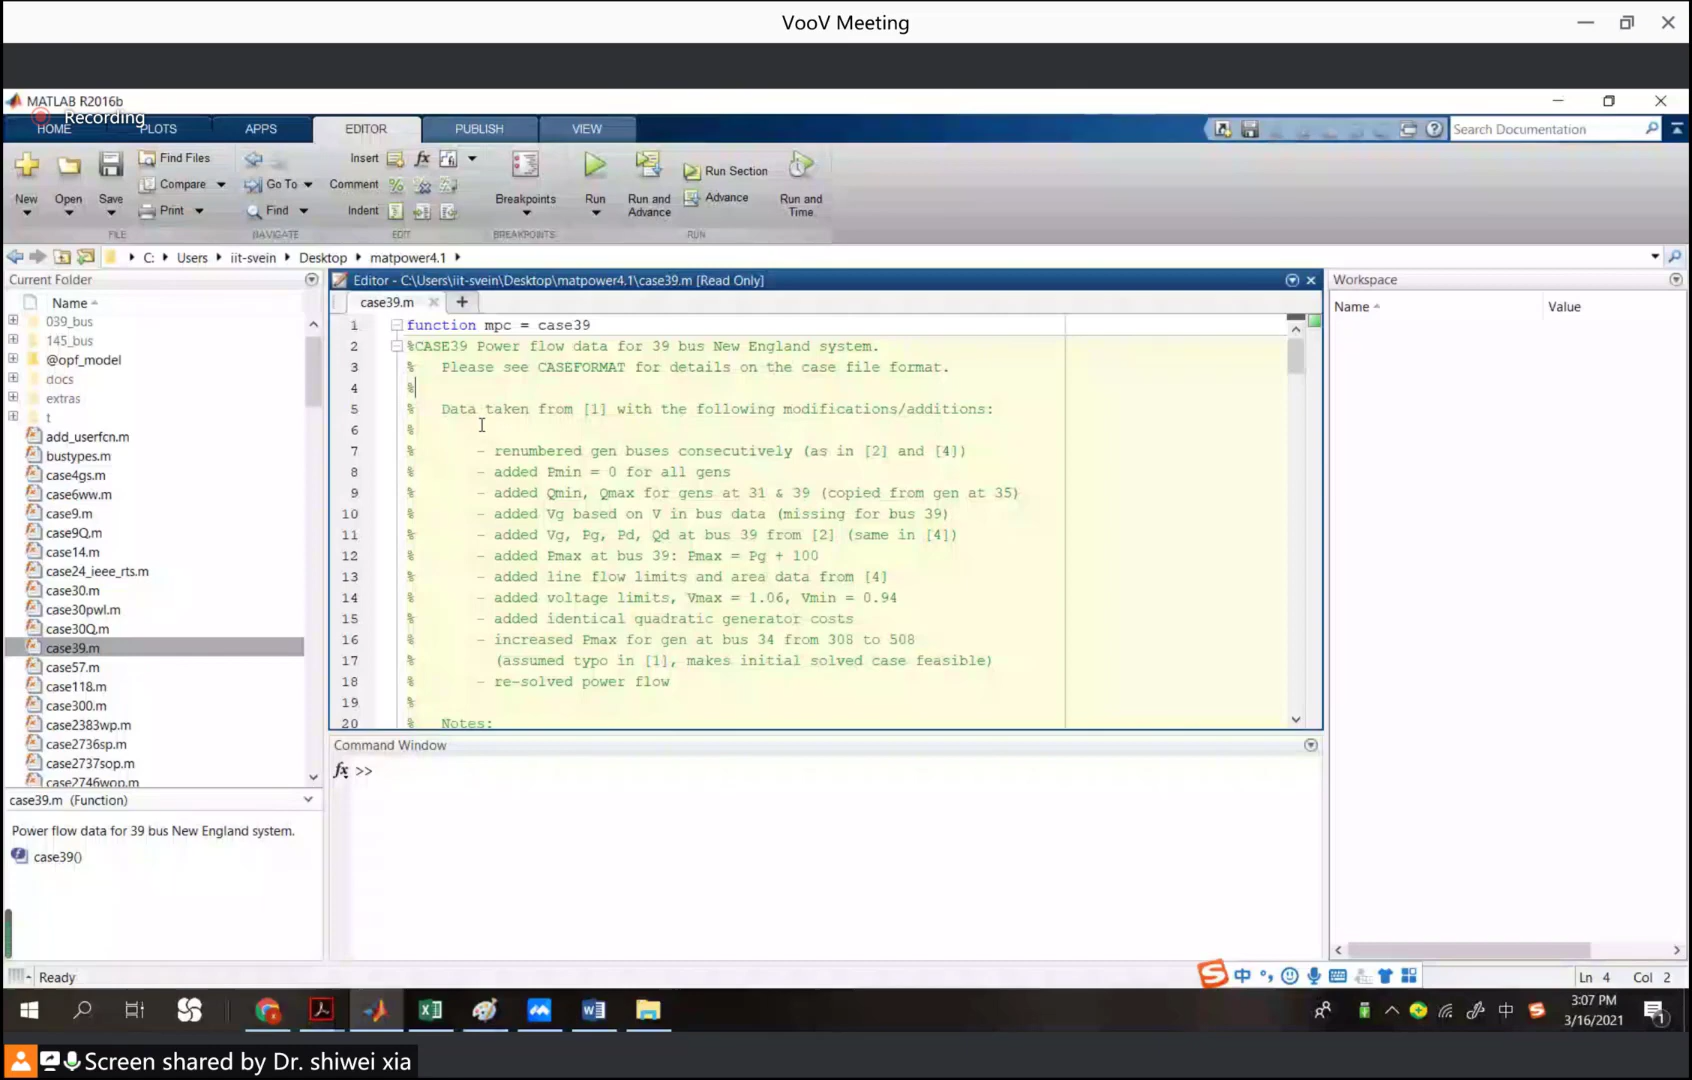 VooV Meeting
MATLAB R2016b
Recording
HOME PLOTS APPS EDITOR PUBLISH VIEW
Search Documentation
New
Open
Save
Find Files
Compare
Print
FILE
Go To
Find
NAVIGATE
Insert
Comment
Indent
EDIT
Breakpoints
BREAKPOINTS
Run
Run and Advance
Run Section
Advance
Run and Time
RUN
C: Users iit-svein Desktop matpower4.1
Current Folder
Name
039_bus
145_bus
@opf_model
docs
extras
t
add_userfcn.m
bustypes.m
case4gs.m
case6ww.m
case9.m
case9Q.m
case14.m
case24_ieee_rts.m
case30.m
case30pwl.m
case30Q.m
case39.m
case57.m
case118.m
case300.m
case2383wp.m
case2736sp.m
case2737sop.m
case2746wop.m
case39.m (Function)
Power flow data for 39 bus New England system.
case39()
Editor - C:\Users\iit-svein\Desktop\matpower4.1\case39.m [Read Only]
case39.m
1 function mpc = case39
2 %CASE39 Power flow data for 39 bus New England system.
3 % Please see CASEFORMAT for details on the case file format.
4 %
5 % Data taken from [1] with the following modifications/additions:
6 %
7 % - renumbered gen buses consecutively (as in [2] and [4])
8 % - added Pmin = 0 for all gens
9 % - added Qmin, Qmax for gens at 31 & 39 (copied from gen at 35)
10 % - added Vg based on V in bus data (missing for bus 39)
11 % - added Vg, Pg, Pd, Qd at bus 39 from [2] (same in [4])
12 % - added Pmax at bus 39: Pmax = Pg + 100
13 % - added line flow limits and area data from [4]
14 % - added voltage limits, Vmax = 1.06, Vmin = 0.94
15 % - added identical quadratic generator costs
16 % - increased Pmax for gen at bus 34 from 308 to 508
17 % (assumed typo in [1], makes initial solved case feasible)
18 % - re-solved power flow
19 %
20 % Notes:
Command Window
fx >>
Workspace
Name Value
Ready
中
Ln 4 Col 2
中
3:07 PM
3/16/2021
1
Screen shared by Dr. shiwei xia